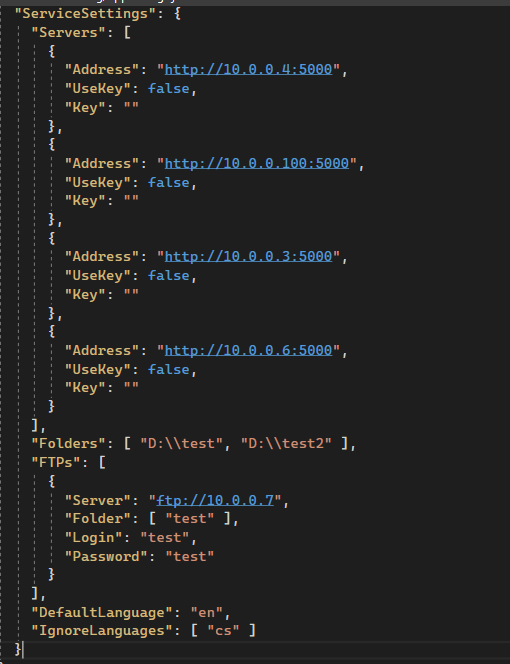 "ServiceSettings": {
"Servers": [
{
"Address": "http://10.0.0.4:5000",
"UseKey": false,
"Key": ""
},
{
"Address": "http://10.0.0.100:5000",
"UseKey": false,
"Key": ""
},
{
"Address": "http://10.0.0.3:5000",
"UseKey": false,
"Key": ""
},
{
"Address": "http://10.0.0.6:5000",
"UseKey": false,
"Key": ""
}
],
"Folders": [ "D:\\test", "D:\\test2" ],
"FTPs": [
{
"Server": "ftp://10.0.0.7",
"Folder": [ "test" ],
"Login": "test",
"Password": "test"
}
],
"DefaultLanguage": "en",
"IgnoreLanguages": [ "cs" ]
}